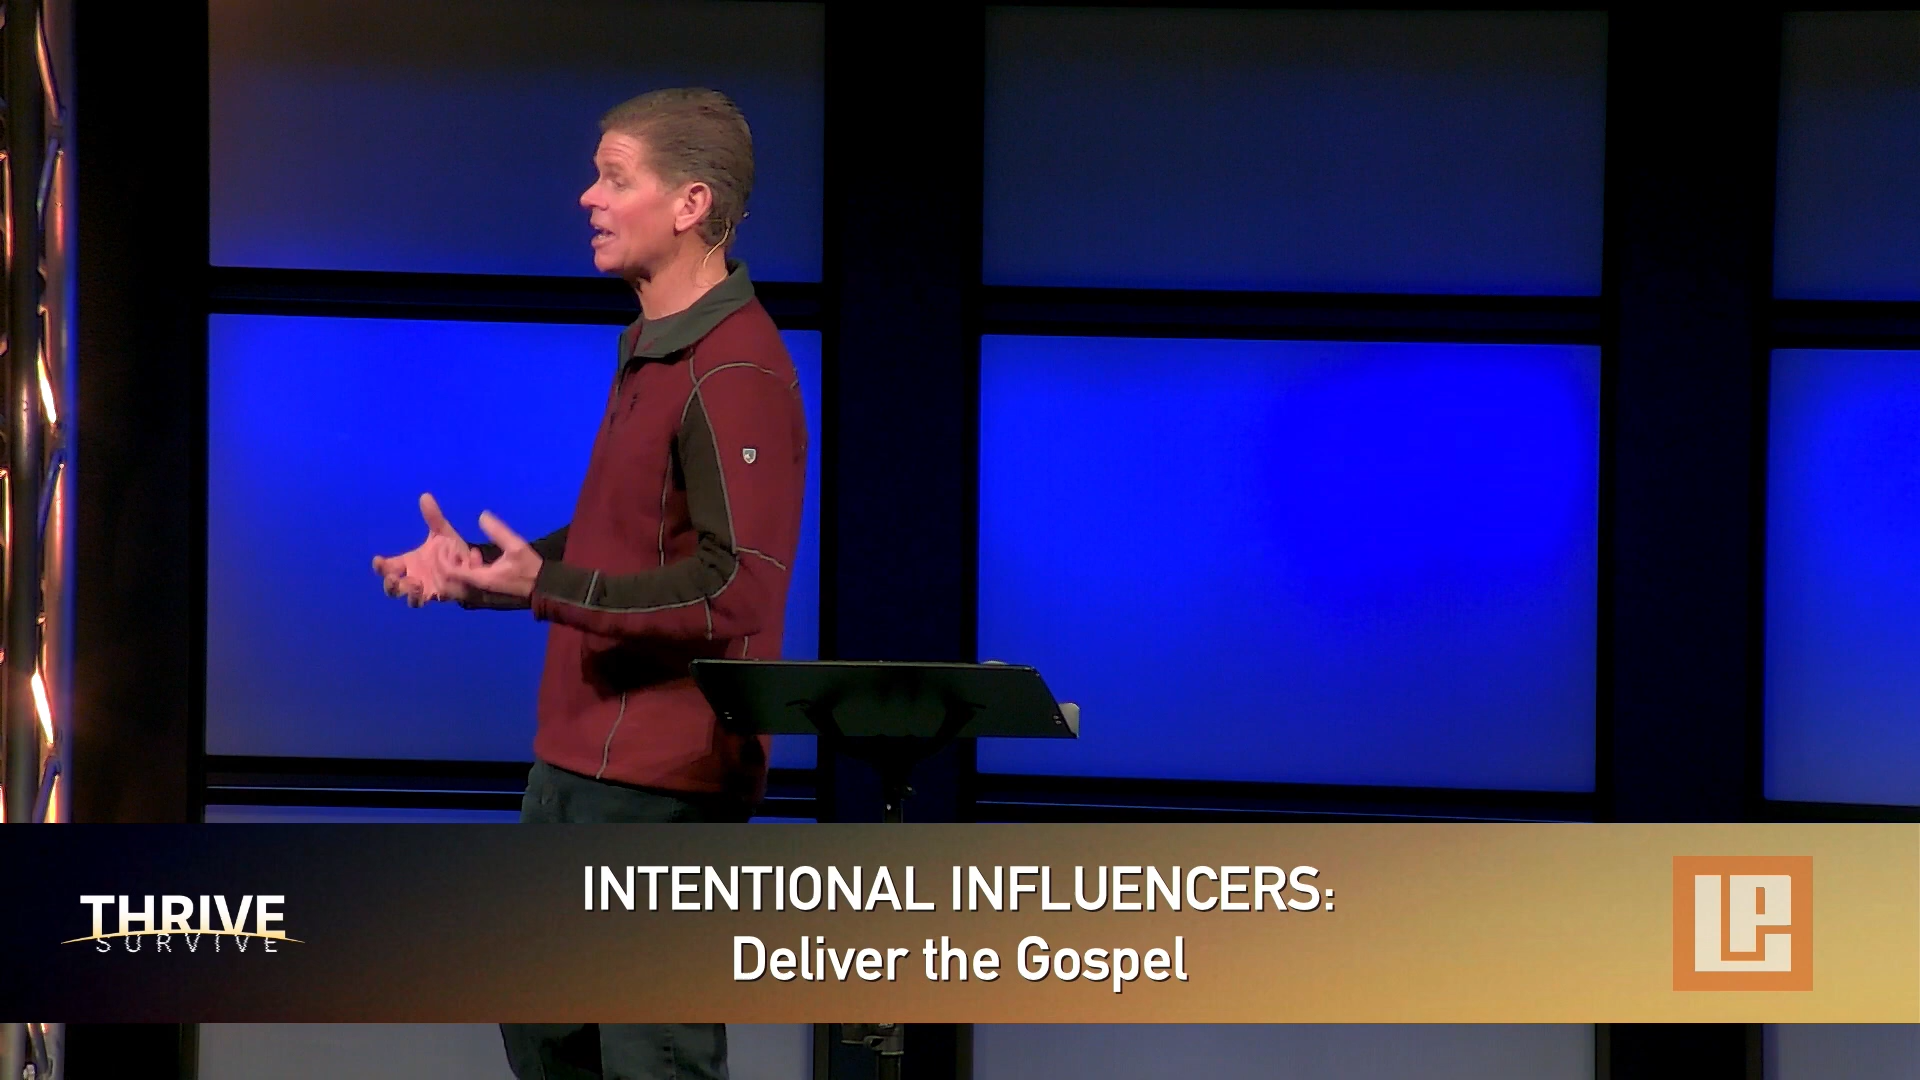 INTENTIONAL INFLUENCERS:
Deliver the Gospel
THRIVE
SURVIVE
LP